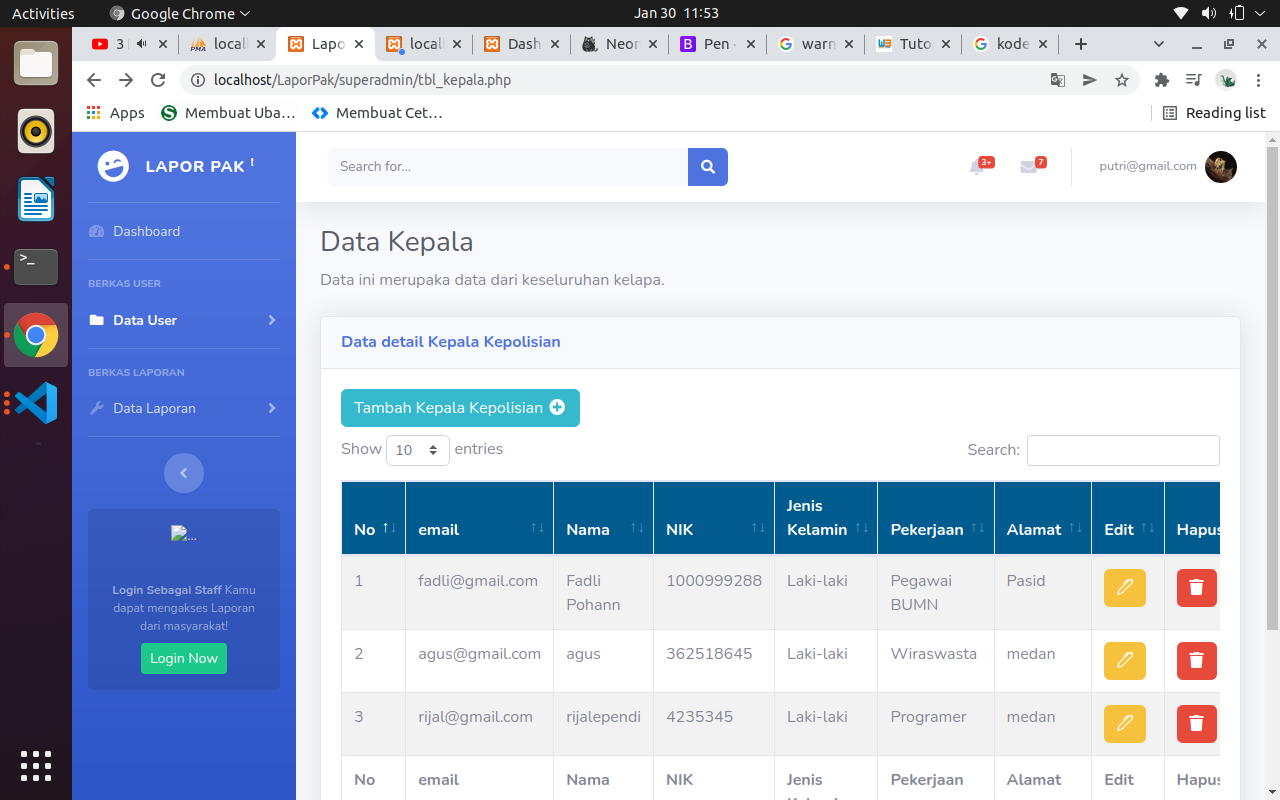 Activities
Google Chrome
Jan 30 11:53
3
locall
Lapo
locall
Dash
Neon
Pen
warn
Tuto
kode
localhost/LaporPak/superadmin/tbl_kepala.php
Apps
Membuat Uba...
Membuat Cet...
Reading list
LAPOR PAK !
Search for...
3+
7
putri@gmail.com
Dashboard
BERKAS USER
Data User
BERKAS LAPORAN
Data Laporan
...
Login Sebagai Staff Kamu
dapat mengakses Laporan
dari masyarakat!
Login Now
Data Kepala
Data ini merupaka data dari keseluruhan kelapa.
Data detail Kepala Kepolisian
Tambah Kepala Kepolisian
Show 10 entries
Search:
No email Nama NIK Jenis Kelamin Pekerjaan Alamat Edit Hapus
1 fadli@gmail.com Fadli Pohann 1000999288 Laki-laki Pegawai BUMN Pasid
2 agus@gmail.com agus 362518645 Laki-laki Wiraswasta medan
3 rijal@gmail.com rijalependi 4235345 Laki-laki Programer medan
No email Nama NIK Jenis Pekerjaan Alamat Edit Hapus